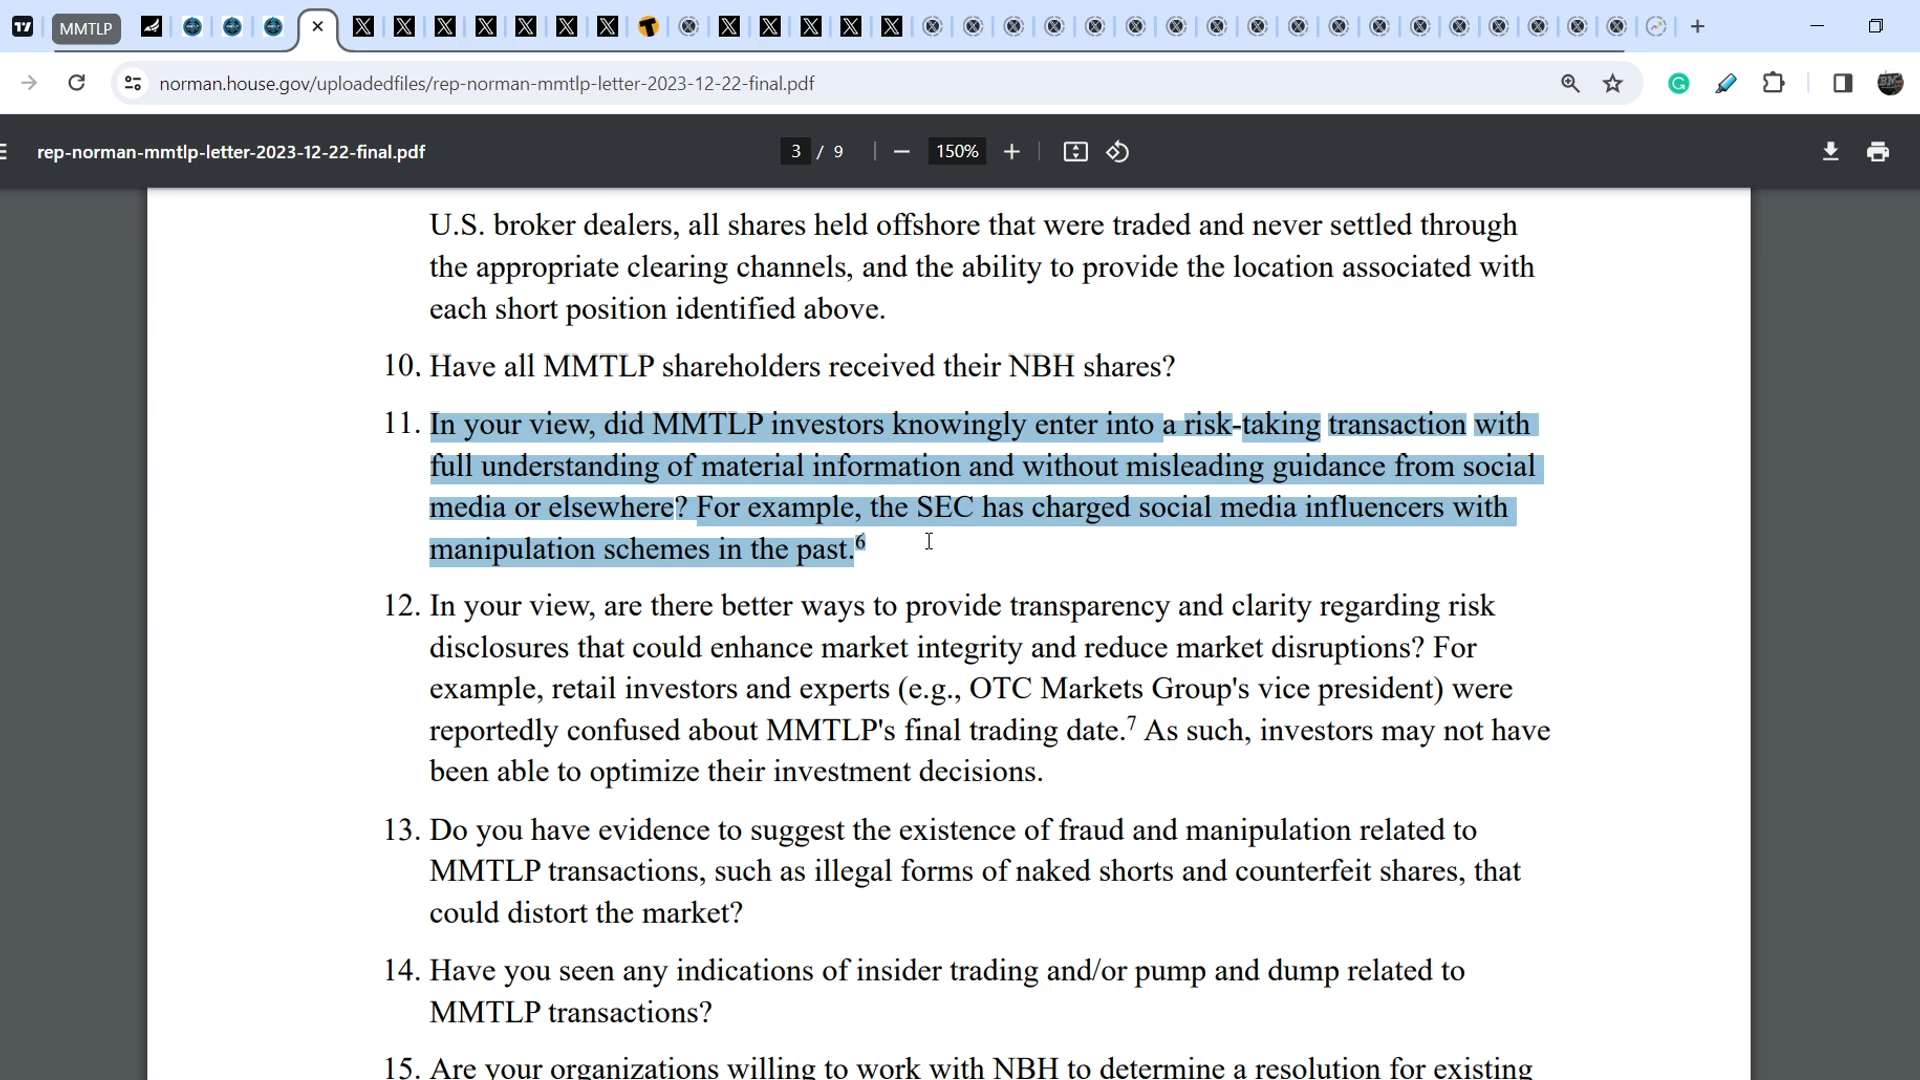 MMTLP
norman.house.gov/uploadedfiles/rep-norman-mmtlp-letter-2023-12-22-final.pdf
rep-norman-mmtlp-letter-2023-12-22-final.pdf
3 / 9
150%
U.S. broker dealers, all shares held offshore that were traded and never settled through
the appropriate clearing channels, and the ability to provide the location associated with
each short position identified above.
10. Have all MMTLP shareholders received their NBH shares?
11. In your view, did MMTLP investors knowingly enter into a risk-taking transaction with
full understanding of material information and without misleading guidance from social
media or elsewhere? For example, the SEC has charged social media influencers with
manipulation schemes in the past.6
12. In your view, are there better ways to provide transparency and clarity regarding risk
disclosures that could enhance market integrity and reduce market disruptions? For
example, retail investors and experts (e.g., OTC Markets Group's vice president) were
reportedly confused about MMTLP's final trading date.7 As such, investors may not have
been able to optimize their investment decisions.
13. Do you have evidence to suggest the existence of fraud and manipulation related to
MMTLP transactions, such as illegal forms of naked shorts and counterfeit shares, that
could distort the market?
14. Have you seen any indications of insider trading and/or pump and dump related to
MMTLP transactions?
15. Are your organizations willing to work with NBH to determine a resolution for existing